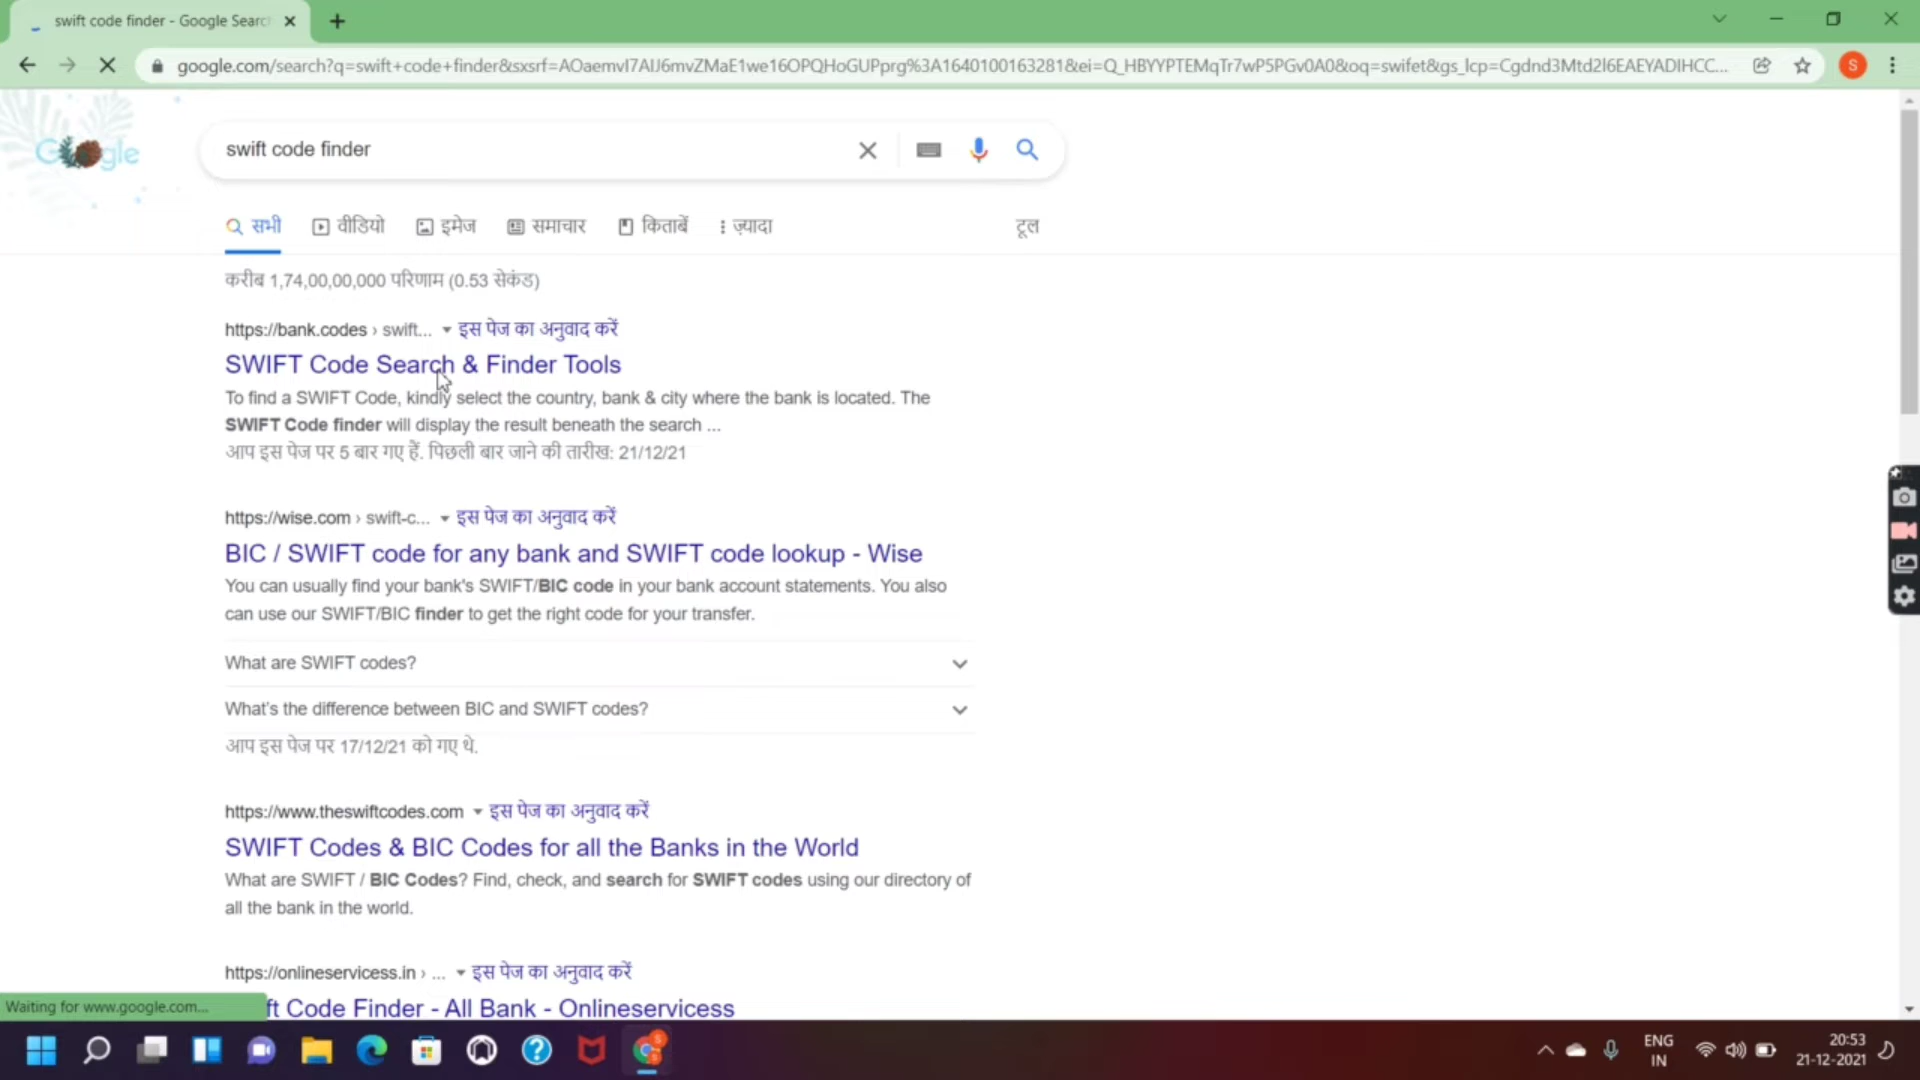 swift code finder - Google Search
google.com/search?q=swift+code+finder&sxsrf=AOaemvI7AIJ6mvZMaE1we16OPQHoGUPprg%3A1640100163281&ei=Q_HBYYPTEMqTr7wP5PGv0A0&oq=swifet&gs_lcp=Cgdnd3Mtd2l6EAEYADIHCC...
S
Google
swift code finder
सभी वीडियो इमेज समाचार किताबें ज़्यादा टूल
करीब 1,74,00,00,000 परिणाम (0.53 सेकंड)
https://bank.codes › swift... इस पेज का अनुवाद करें
SWIFT Code Search & Finder Tools
To find a SWIFT Code, kindly select the country, bank & city where the bank is located. The
SWIFT Code finder will display the result beneath the search ...
आप इस पेज पर 5 बार गए हैं. पिछली बार जाने की तारीख: 21/12/21
https://wise.com › swift-c... इस पेज का अनुवाद करें
BIC / SWIFT code for any bank and SWIFT code lookup - Wise
You can usually find your bank's SWIFT/BIC code in your bank account statements. You also
can use our SWIFT/BIC finder to get the right code for your transfer.
What are SWIFT codes?
What's the difference between BIC and SWIFT codes?
आप इस पेज पर 17/12/21 को गए थे.
https://www.theswiftcodes.com इस पेज का अनुवाद करें
SWIFT Codes & BIC Codes for all the Banks in the World
What are SWIFT / BIC Codes? Find, check, and search for SWIFT codes using our directory of
all the bank in the world.
https://onlineservicess.in › ... इस पेज का अनुवाद करें
ft Code Finder - All Bank - Onlineservicess
Waiting for www.google.com...
ENG
IN
20:53
21-12-2021